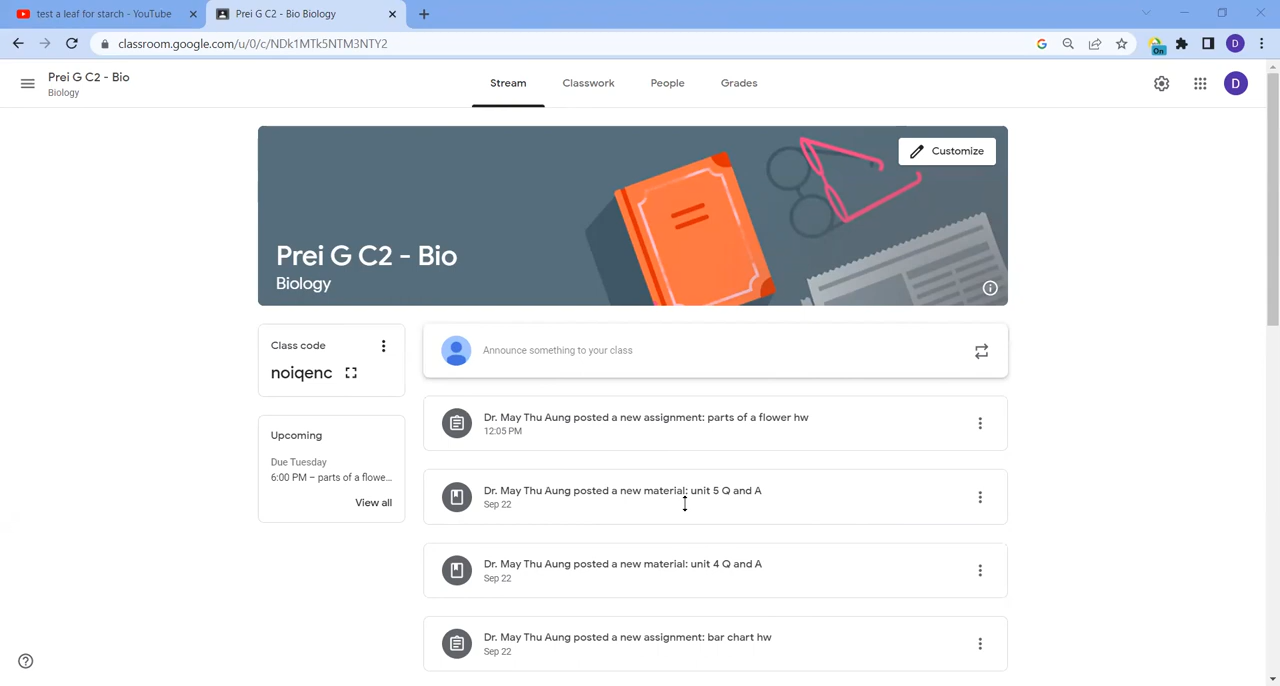 test a leaf for starch - YouTube
Prei G C2 - Bio Biology
classroom.google.com/u/0/c/NDk1MTk5NTM3NTY2
On
D
Prei G C2 - Bio
Biology
Stream
Classwork
People
Grades
D
Customize
Prei G C2 - Bio
Biology
Class code
noiqenc
Announce something to your class
Upcoming
Due Tuesday
6:00 PM – parts of a flowe...
View all
Dr. May Thu Aung posted a new assignment: parts of a flower hw
12:05 PM
Dr. May Thu Aung posted a new material: unit 5 Q and A
Sep 22
Dr. May Thu Aung posted a new material: unit 4 Q and A
Sep 22
Dr. May Thu Aung posted a new assignment: bar chart hw
Sep 22